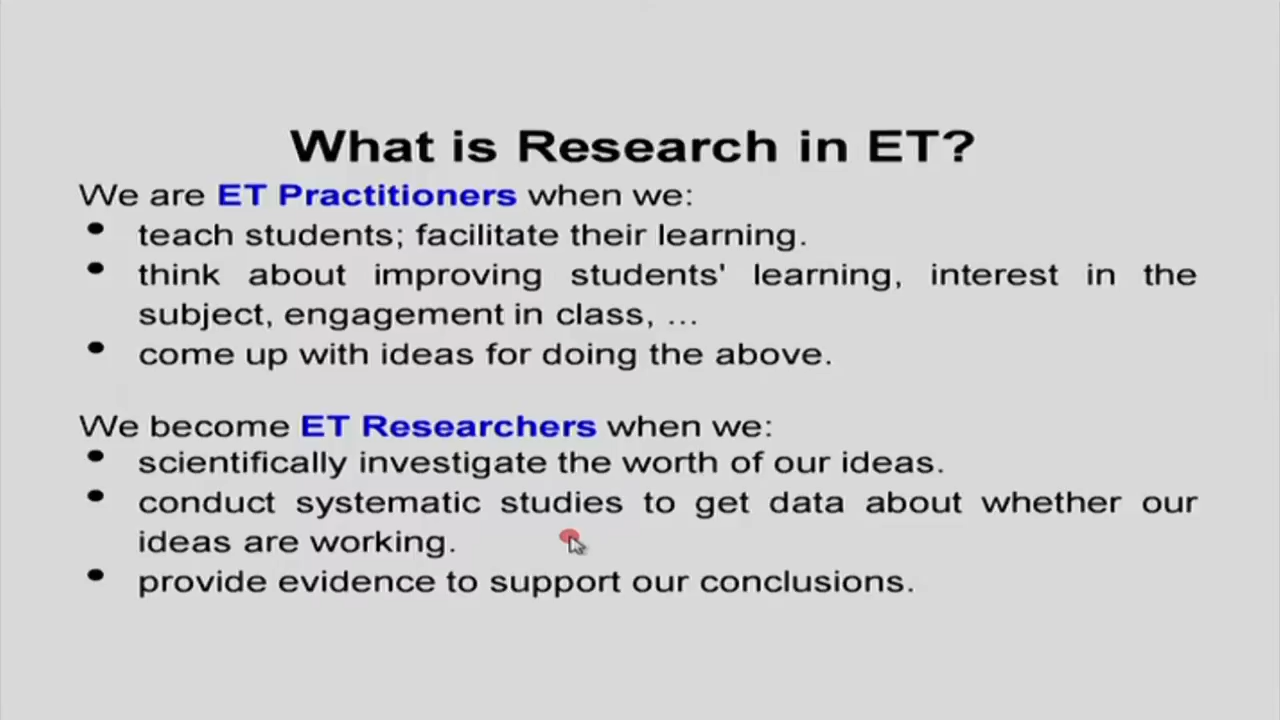 What is Research in ET?
We are ET Practitioners when we:
• teach students; facilitate their learning.
• think about improving students' learning, interest in the
subject, engagement in class, ...
• come up with ideas for doing the above.
We become ET Researchers when we:
• scientifically investigate the worth of our ideas.
• conduct systematic studies to get data about whether our
ideas are working.
• provide evidence to support our conclusions.